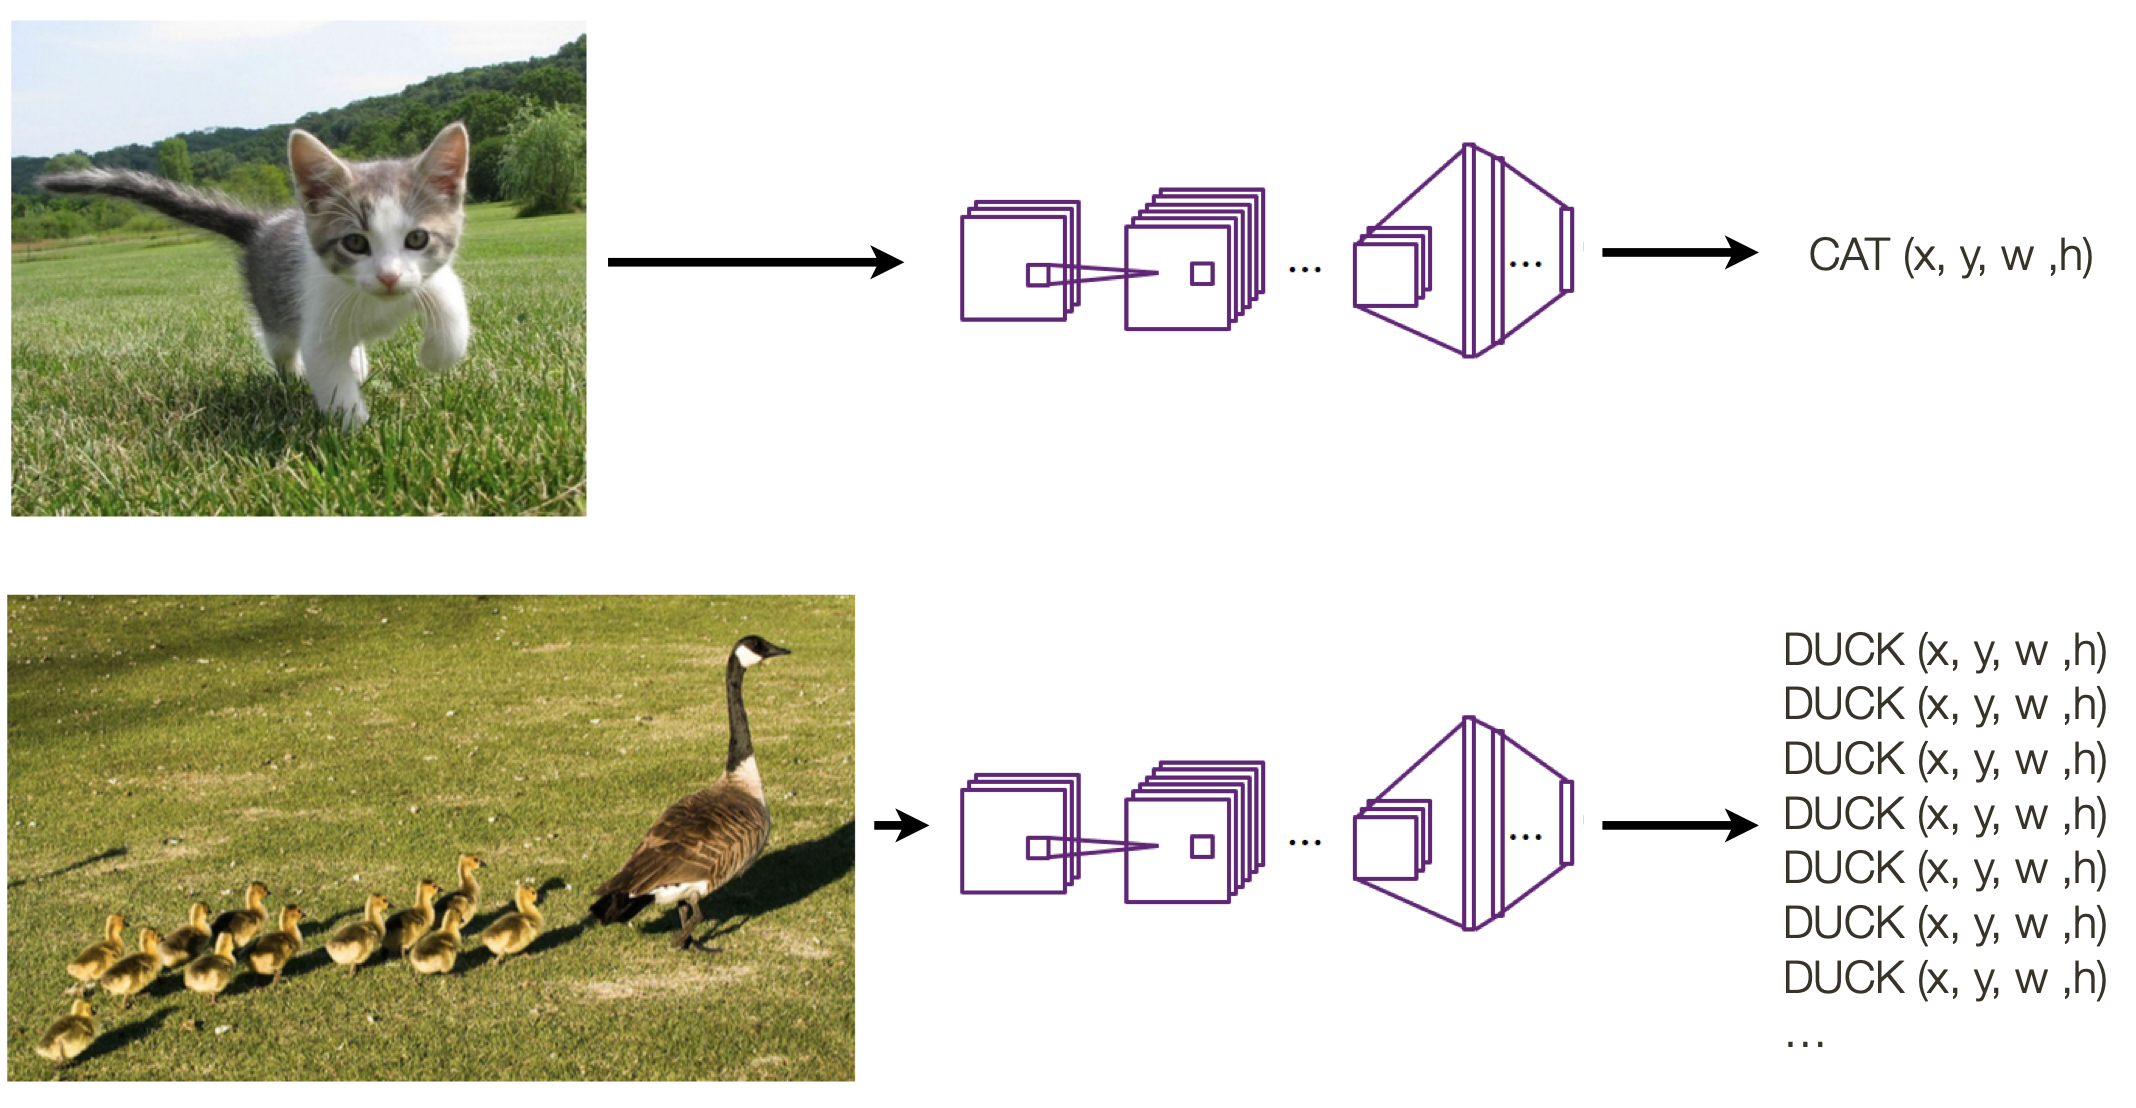 CAT (x, y, w ,h)
DUCK (x, y, w ,h)
DUCK (x, y, w ,h)
DUCK (x, y, w ,h)
DUCK (x, y, w ,h)
DUCK (x, y, w ,h)
DUCK (x, y, w ,h)
DUCK (x, y, w ,h)
...